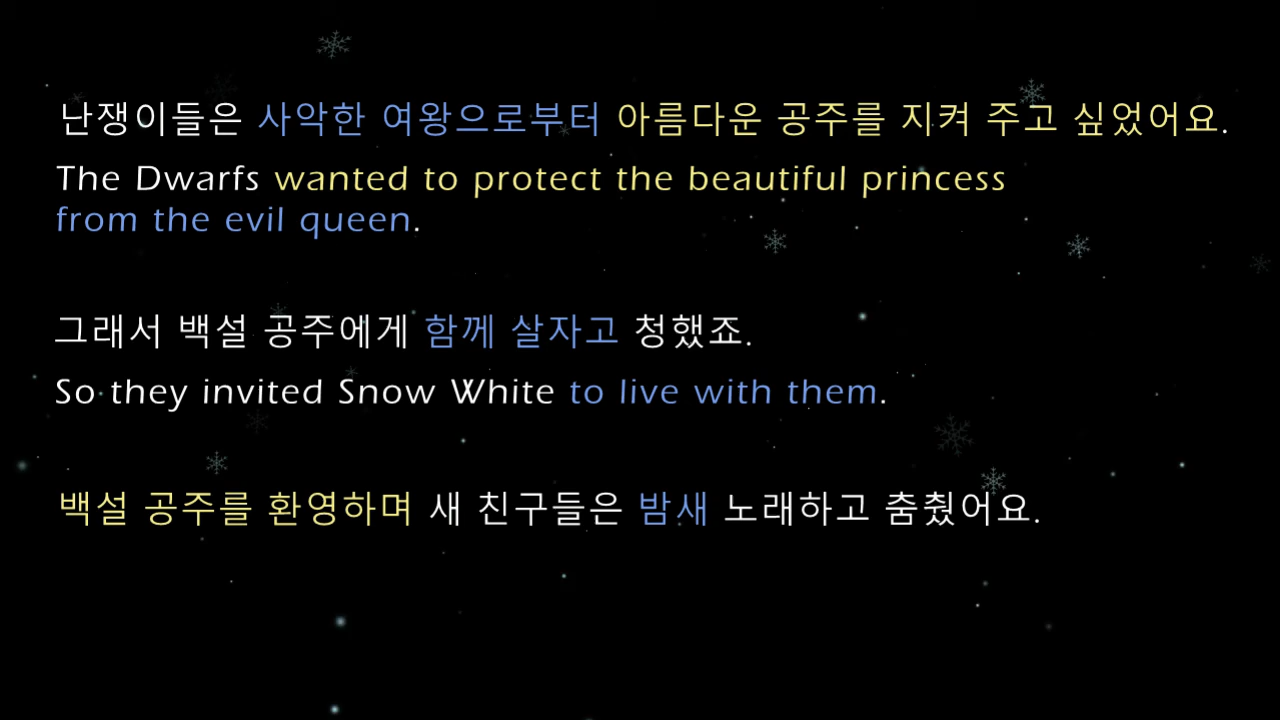 난쟁이들은 사악한 여왕으로부터 아름다운 공주를 지켜 주고 싶었어요.
The Dwarfs wanted to protect the beautiful princess
from the evil queen.
그래서 백설 공주에게 함께 살자고 청했죠.
So they invited Snow White to live with them.
백설 공주를 환영하며 새 친구들은 밤새 노래하고 춤췄어요.